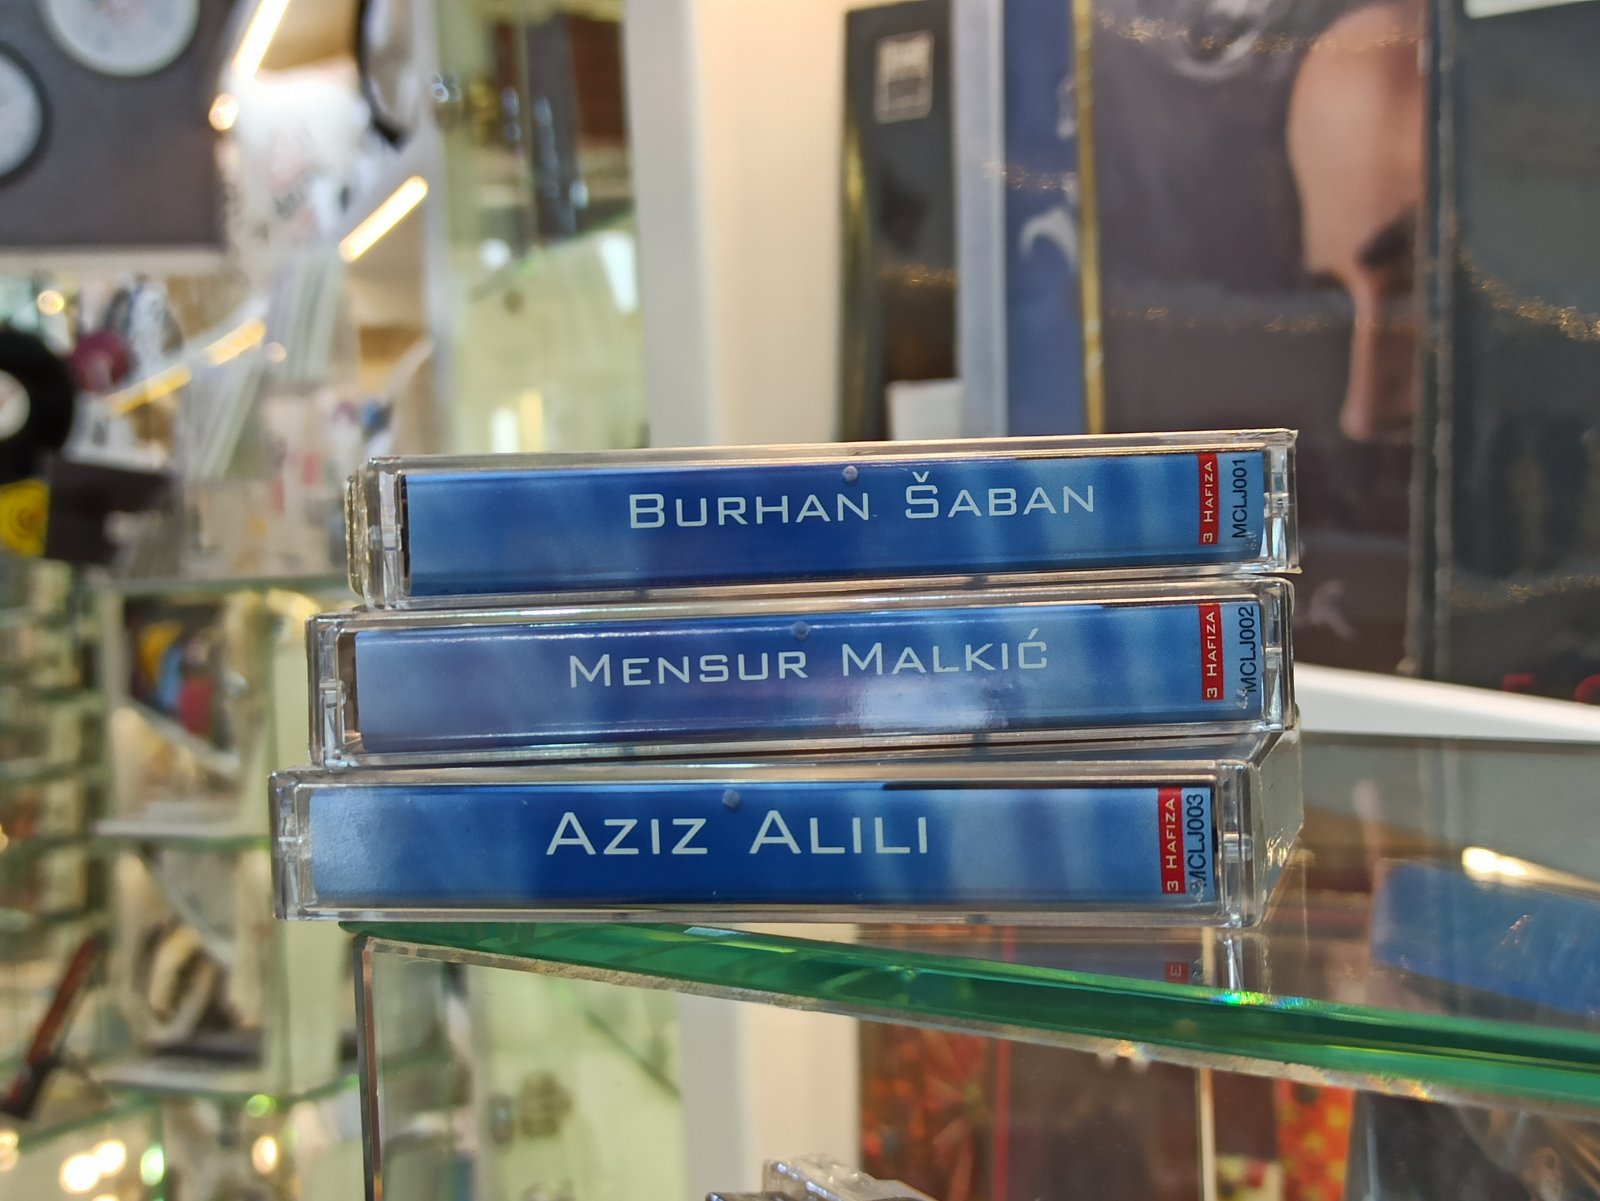 BURHAN ŠABAN
3 HAFIZA
MCLJ001
MENSUR MALKIĆ
3 HAFIZA
MCLJ002
AZIZ ALILI
3 HAFIZA
MCLJ003